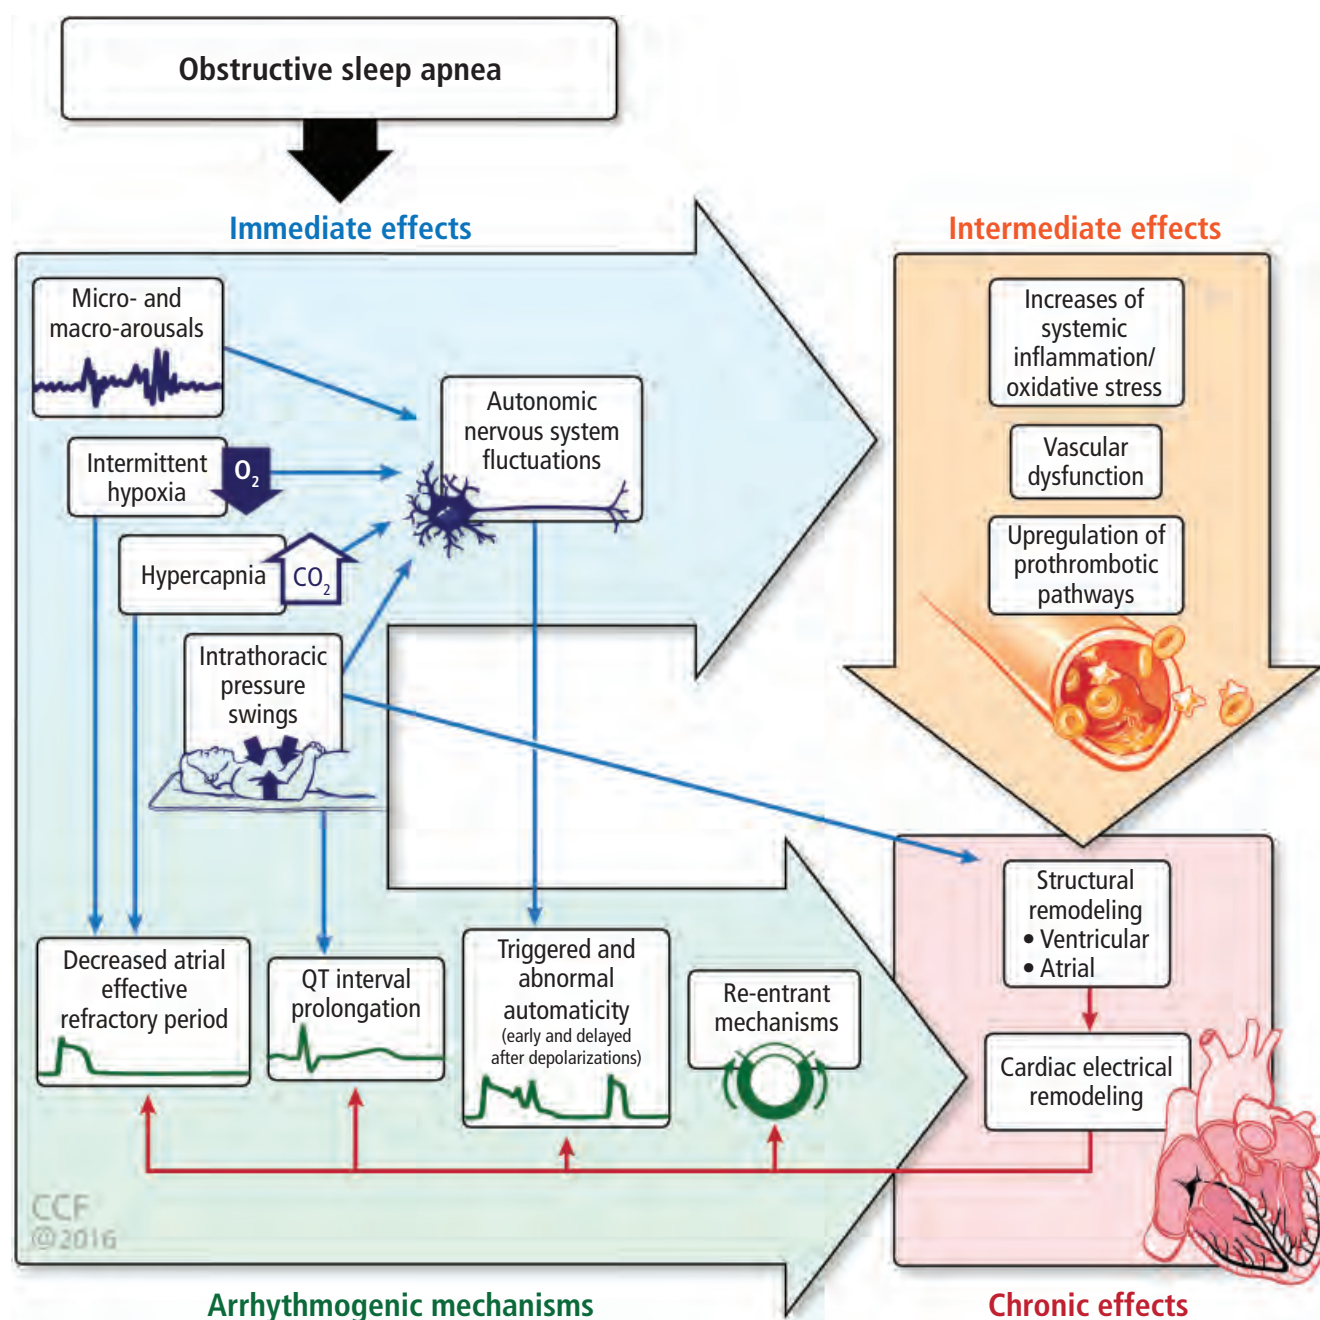 Obstructive sleep apnea
Immediate effects
Intermediate effects
Micro- and
macro-arousals
Intermittent
hypoxia
O2
Hypercapnia
CO2
Intrathoracic
pressure
swings
Autonomic
nervous system
fluctuations
Increases of
systemic
inflammation/
oxidative stress
Vascular
dysfunction
Upregulation of
prothrombotic
pathways
Decreased atrial
effective
refractory period
QT interval
prolongation
Triggered and
abnormal
automaticity
(early and delayed
after depolarizations)
Re-entrant
mechanisms
Structural
remodeling
• Ventricular
• Atrial
Cardiac electrical
remodeling
CCF
©2016
Arrhythmogenic mechanisms
Chronic effects